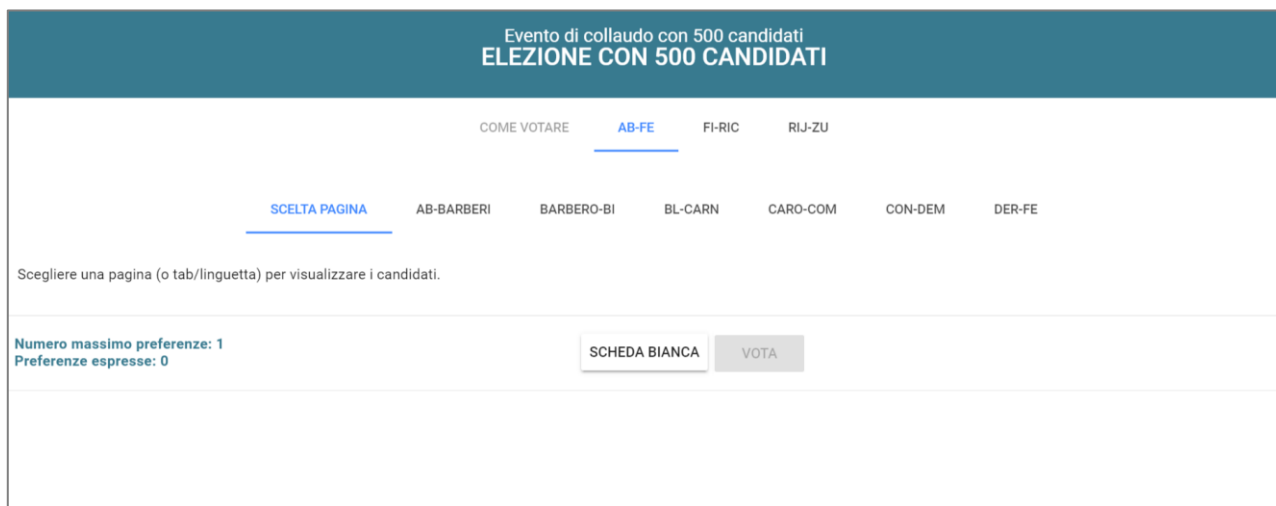 Evento di collaudo con 500 candidati
ELEZIONE CON 500 CANDIDATI
COME VOTARE AB-FE FI-RIC RIJ-ZU
SCELTA PAGINA AB-BARBERI BARBERO-BI BL-CARN CARO-COM CON-DEM DER-FE
Scegliere una pagina (o tab/linguetta) per visualizzare i candidati.
Numero massimo preferenze: 1
Preferenze espresse: 0
SCHEDA BIANCA VOTA